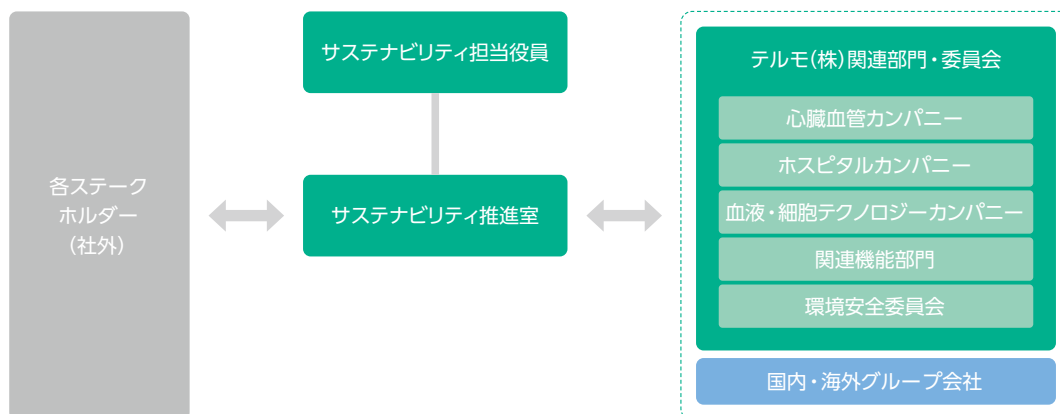 各ステーク
ホルダー
(社外)
サステナビリティ担当役員
サステナビリティ推進室
テルモ(株)関連部門・委員会
心臓血管カンパニー
ホスピタルカンパニー
血液・細胞テクノロジーカンパニー
関連機能部門
環境安全委員会
国内・海外グループ会社